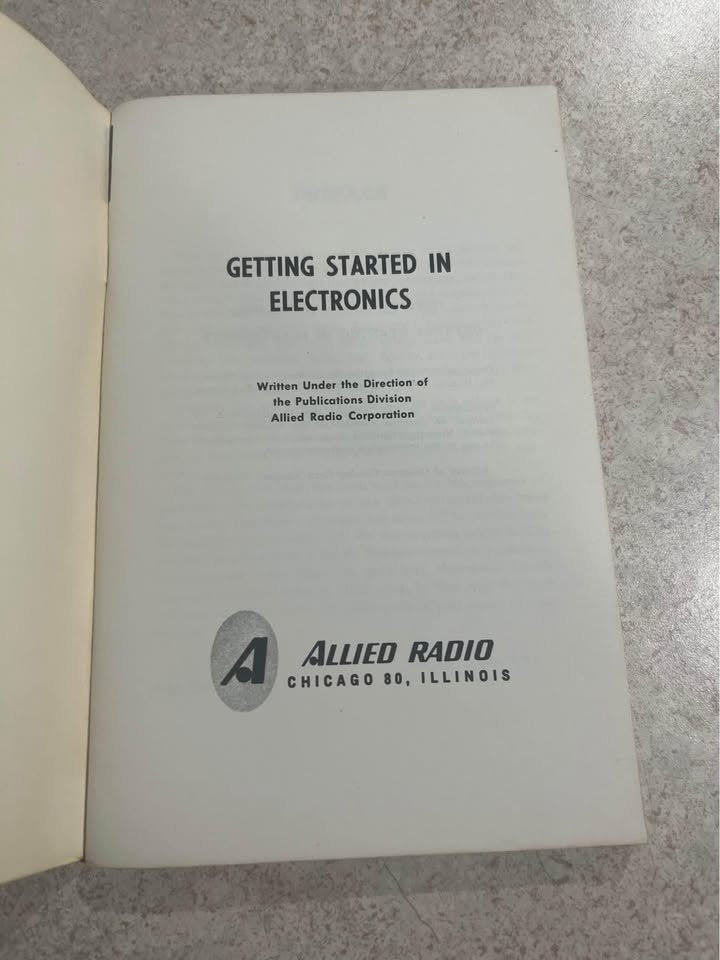 GETTING STARTED IN
ELECTRONICS
Written Under the Direction of
the Publications Division
Allied Radio Corporation
A
ALLIED RADIO
CHICAGO 80, ILLINOIS